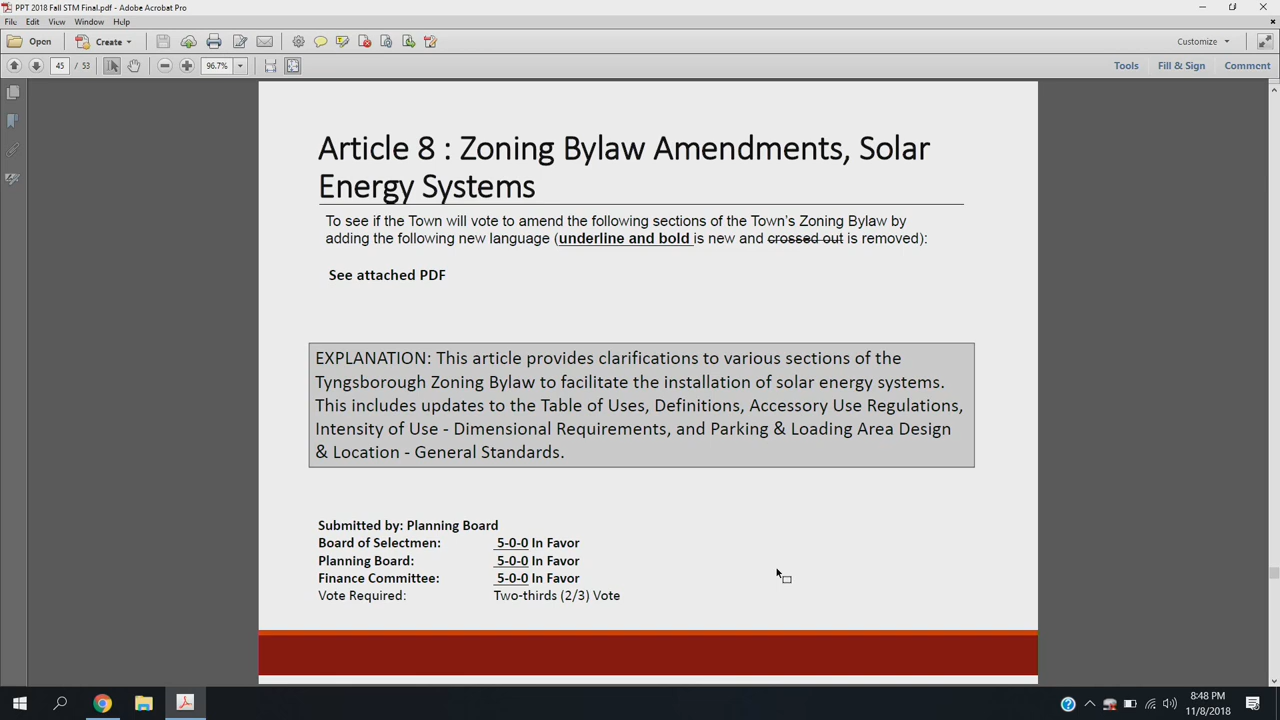 PPT 2018 Fall STM Final.pdf - Adobe Acrobat Pro
File Edit View Window Help
Open Create Customize
45 / 53 96.7% Tools Fill & Sign Comment
Article 8 : Zoning Bylaw Amendments, Solar
Energy Systems
To see if the Town will vote to amend the following sections of the Town's Zoning Bylaw by
adding the following new language (underline and bold is new and crossed out is removed):
See attached PDF
EXPLANATION: This article provides clarifications to various sections of the
Tyngsborough Zoning Bylaw to facilitate the installation of solar energy systems.
This includes updates to the Table of Uses, Definitions, Accessory Use Regulations,
Intensity of Use - Dimensional Requirements, and Parking & Loading Area Design
& Location - General Standards.
Submitted by: Planning Board
Board of Selectmen: 5-0-0 In Favor
Planning Board: 5-0-0 In Favor
Finance Committee: 5-0-0 In Favor
Vote Required: Two-thirds (2/3) Vote
8:48 PM
11/8/2018